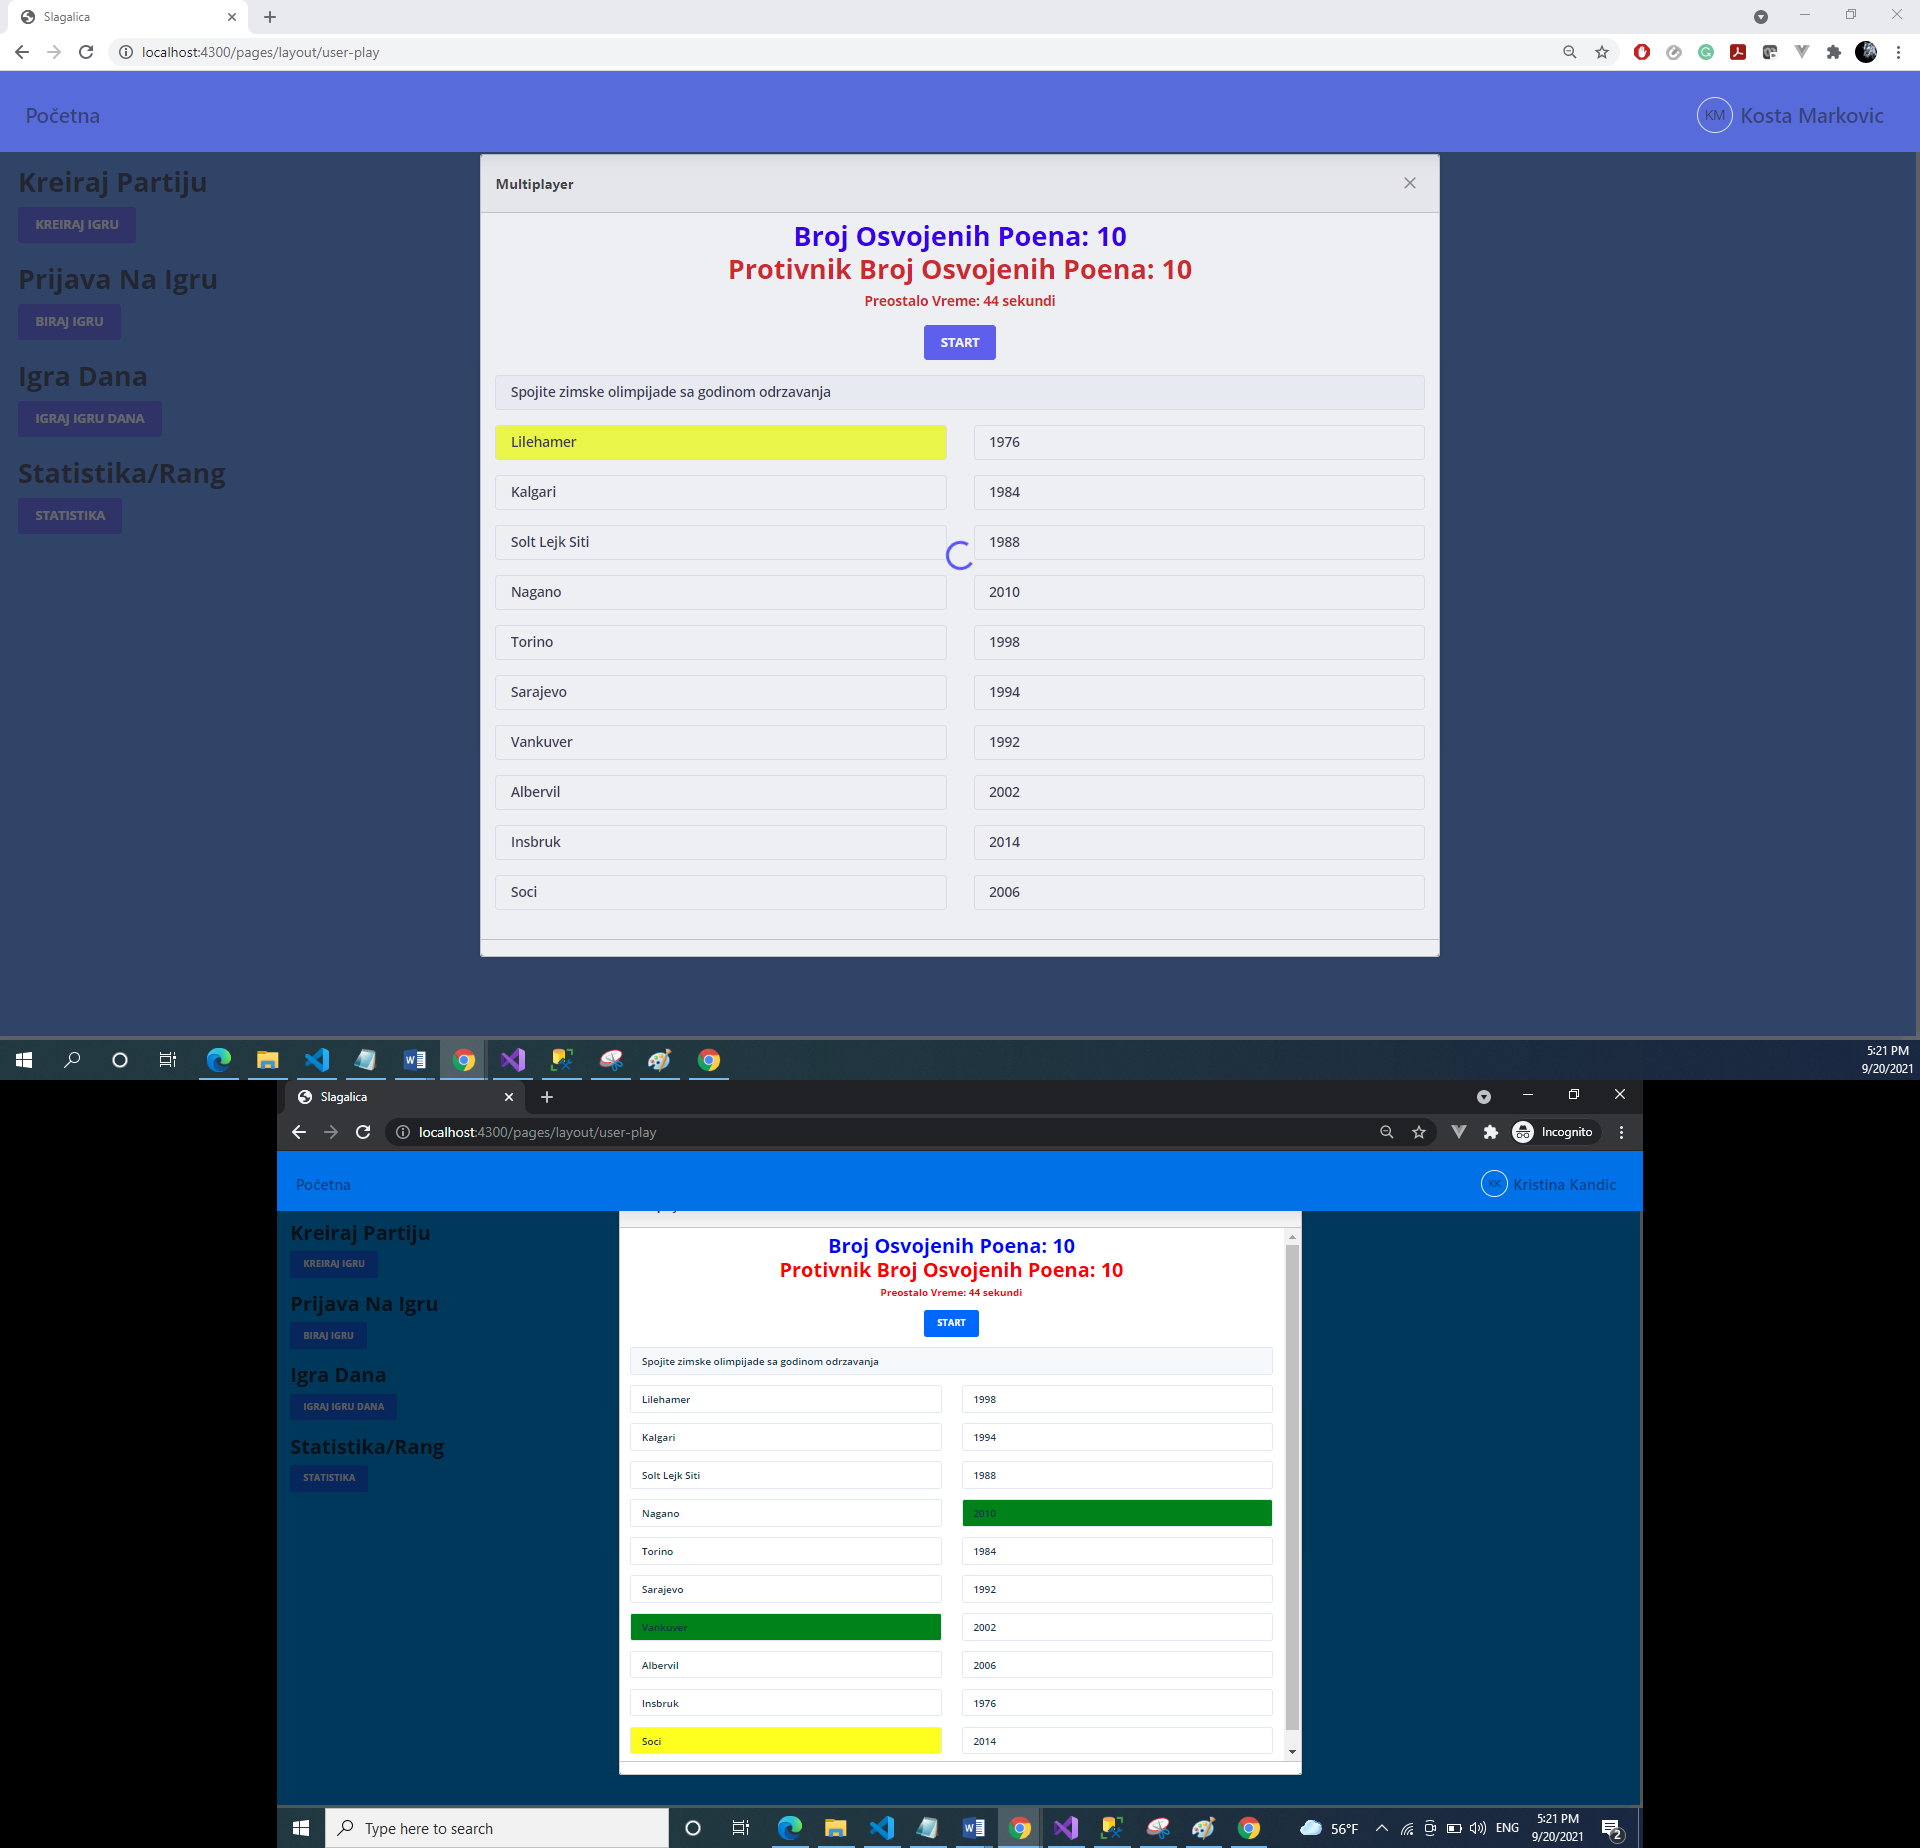 Slagalica
localhost:4300/pages/layout/user-play
Početna
KM Kosta Markovic
Kreiraj Partiju
KREIRAJ IGRU
Prijava Na Igru
BIRAJ IGRU
Igra Dana
IGRAJ IGRU DANA
Statistika/Rang
STATISTIKA
Multiplayer
Broj Osvojenih Poena: 10
Protivnik Broj Osvojenih Poena: 10
Preostalo Vreme: 44 sekundi
START
Spojite zimske olimpijade sa godinom odrzavanja
Lilehamer 1976
Kalgari 1984
Solt Lejk Siti 1988
Nagano 2010
Torino 1998
Sarajevo 1994
Vankuver 1992
Albervil 2002
Insbruk 2014
Soci 2006
5:21 PM
9/20/2021
Slagalica
localhost:4300/pages/layout/user-play
Incognito
Početna
KK Kristina Kandic
Kreiraj Partiju
KREIRAJ IGRU
Prijava Na Igru
BIRAJ IGRU
Igra Dana
IGRAJ IGRU DANA
Statistika/Rang
STATISTIKA
Broj Osvojenih Poena: 10
Protivnik Broj Osvojenih Poena: 10
Preostalo Vreme: 44 sekundi
START
Spojite zimske olimpijade sa godinom odrzavanja
Lilehamer 1998
Kalgari 1994
Solt Lejk Siti 1988
Nagano 2010
Torino 1984
Sarajevo 1992
Vankuver 2002
Albervil 2006
Insbruk 1976
Soci 2014
Type here to search
56°F
ENG
5:21 PM
9/20/2021
2